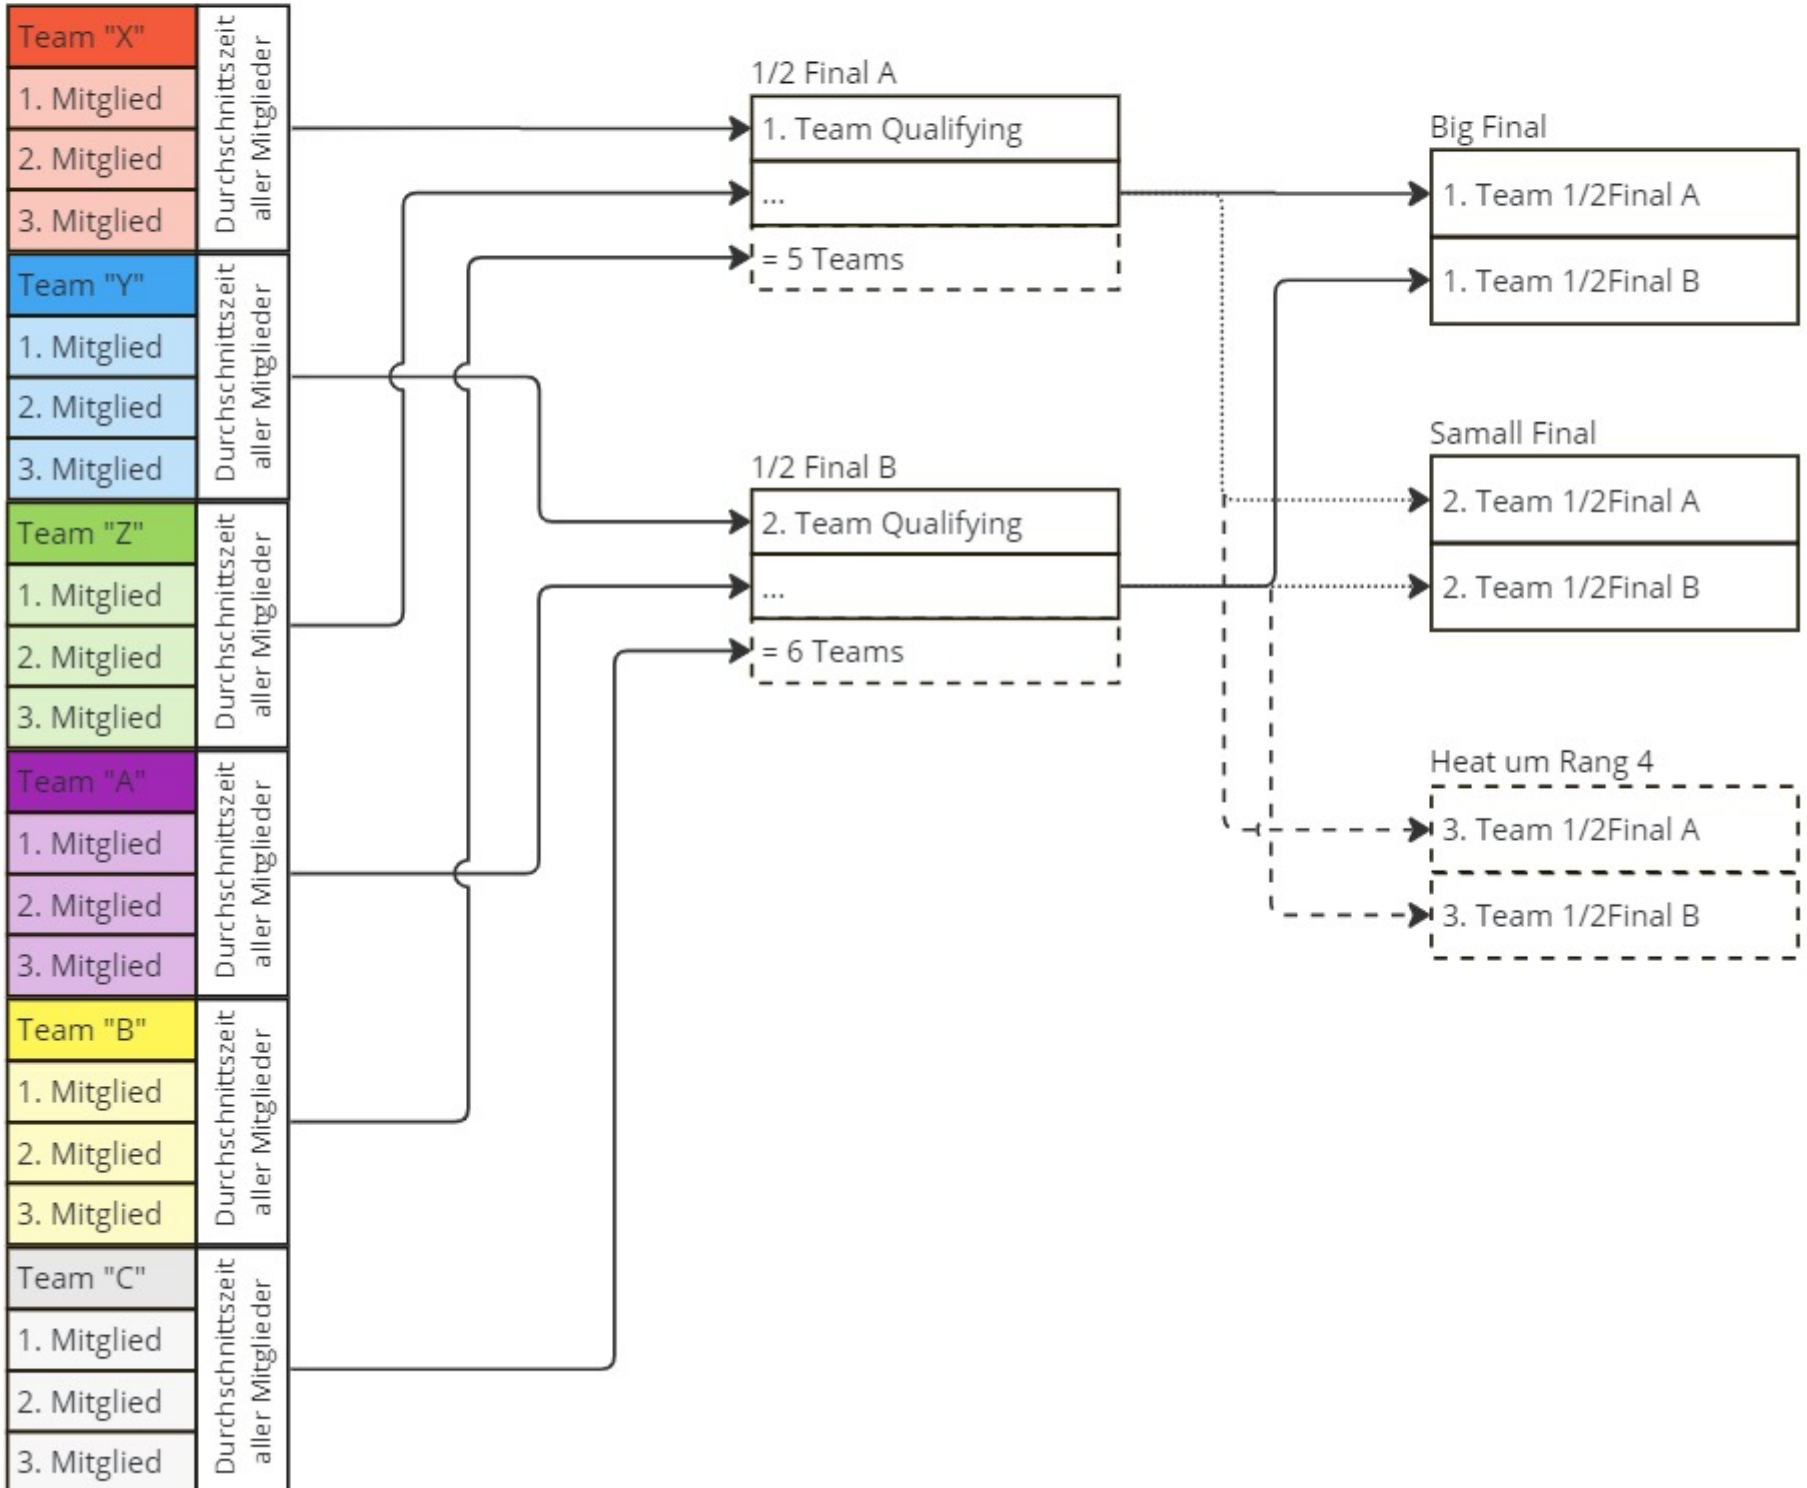 Team "X"
1. Mitglied
2. Mitglied
3. Mitglied
Durchschnittszeit
aller Mitglieder
Team "Y"
1. Mitglied
2. Mitglied
3. Mitglied
Durchschnittszeit
aller Mitglieder
Team "Z"
1. Mitglied
2. Mitglied
3. Mitglied
Durchschnittszeit
aller Mitglieder
Team "A"
1. Mitglied
2. Mitglied
3. Mitglied
Durchschnittszeit
aller Mitglieder
Team "B"
1. Mitglied
2. Mitglied
3. Mitglied
Durchschnittszeit
aller Mitglieder
Team "C"
1. Mitglied
2. Mitglied
3. Mitglied
Durchschnittszeit
aller Mitglieder
1/2 Final A
1. Team Qualifying
...
= 5 Teams
1/2 Final B
2. Team Qualifying
...
= 6 Teams
Big Final
1. Team 1/2Final A
1. Team 1/2Final B
Samall Final
2. Team 1/2Final A
2. Team 1/2Final B
Heat um Rang 4
3. Team 1/2Final A
3. Team 1/2Final B